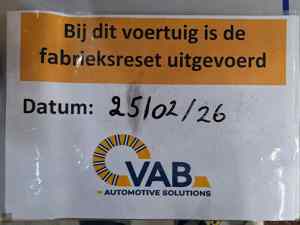 Bij dit voertuig is de
fabrieksreset uitgevoerd
Datum: 25/02/26
VAB
AUTOMOTIVE SOLUTIONS